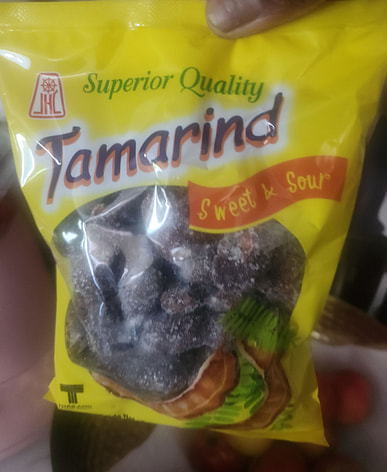 Superior Quality
JHC
Tamarind
Sweet & Sour